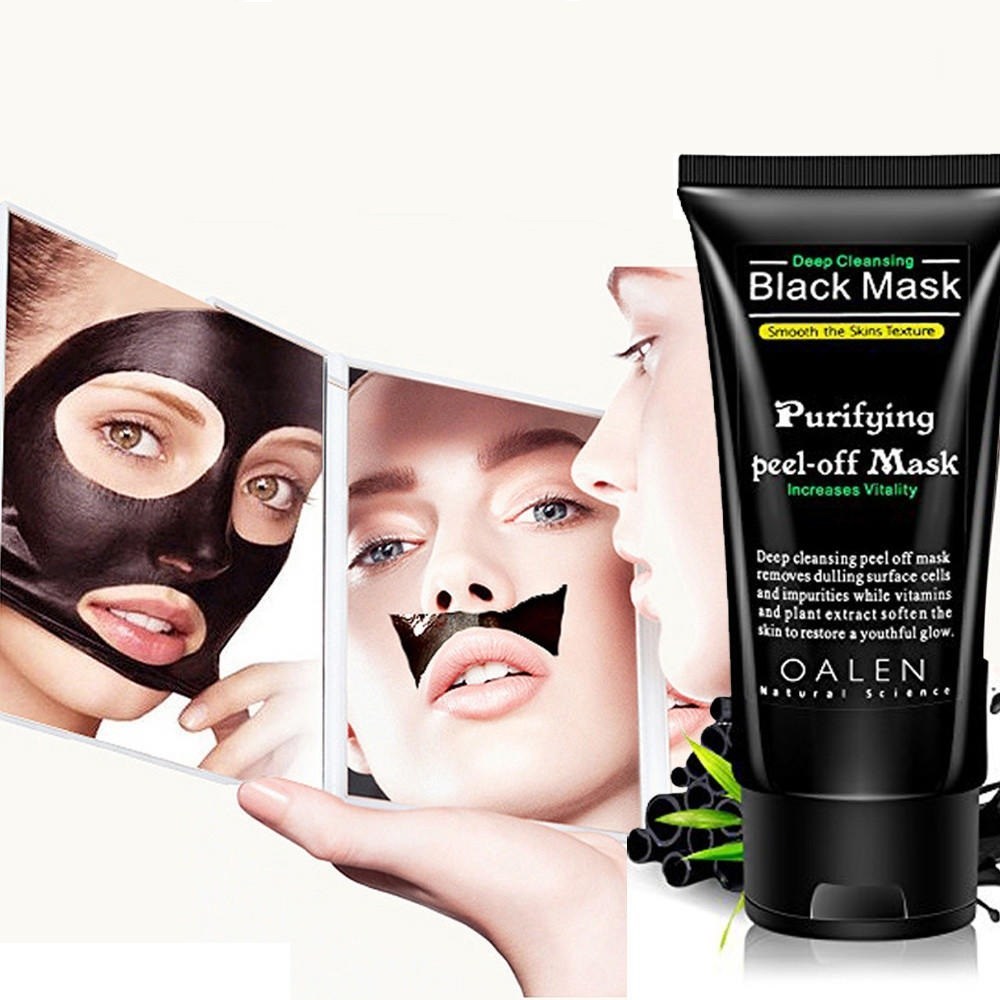 Deep Cleansing
Black Mask
Smooth the Skins Texture
Purifying
peel-off Mask
Increases Vitality
Deep cleansing peel off mask
removes dulling surface cells
and impurities while vitamins
and plant extract soften the
skin to restore a youthful glow.
OALEN
Natural Science